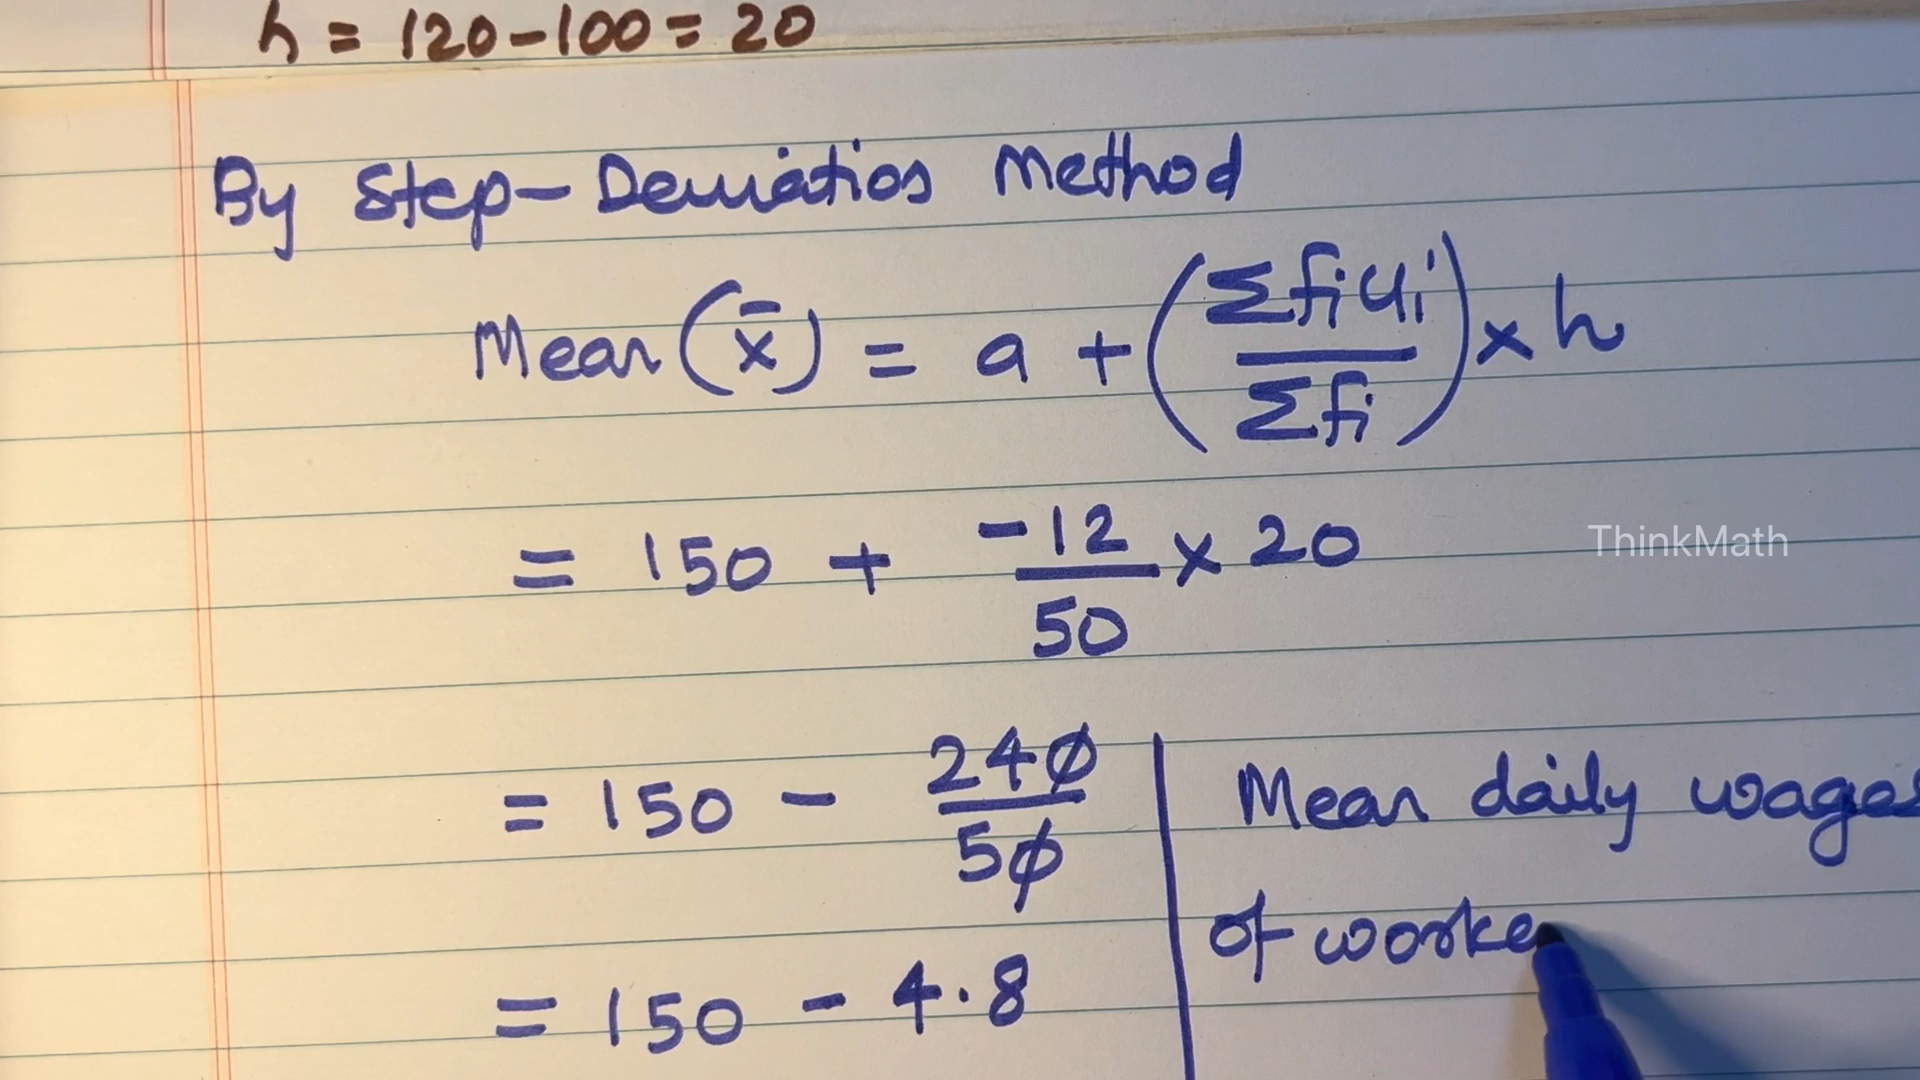 h = 120-100 = 20
By Step-Deviation Method
Mean (x̄) = a + (Σfiui / Σfi) × h
= 150 + -12/50 × 20
ThinkMath
= 150 - 240/50
= 150 - 4.8
Mean daily wages
of worke